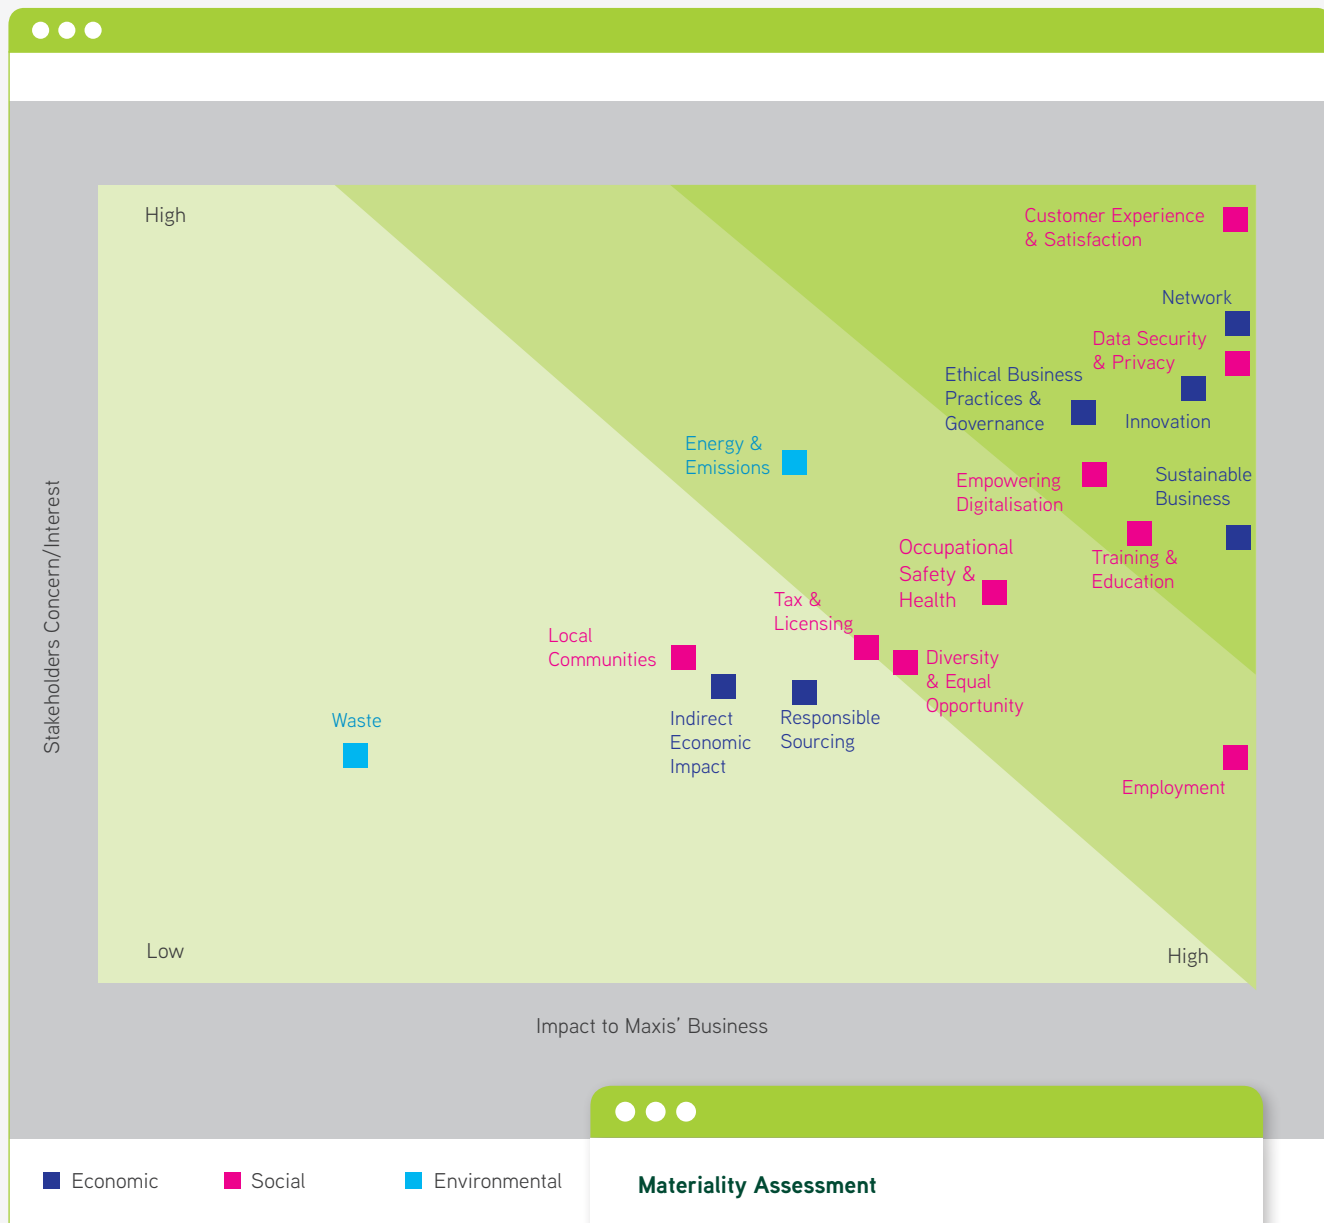 High
Customer Experience
& Satisfaction
Network
Data Security
& Privacy
Ethical Business
Practices &
Governance
Innovation
Energy &
Emissions
Empowering
Digitalisation
Sustainable
Business
Stakeholders Concern/Interest
Occupational
Safety &
Health
Training &
Education
Tax &
Licensing
Local
Communities
Diversity
& Equal
Opportunity
Waste
Indirect
Economic
Impact
Responsible
Sourcing
Employment
Low
High
Impact to Maxis’ Business
Economic
Social
Environmental
Materiality Assessment